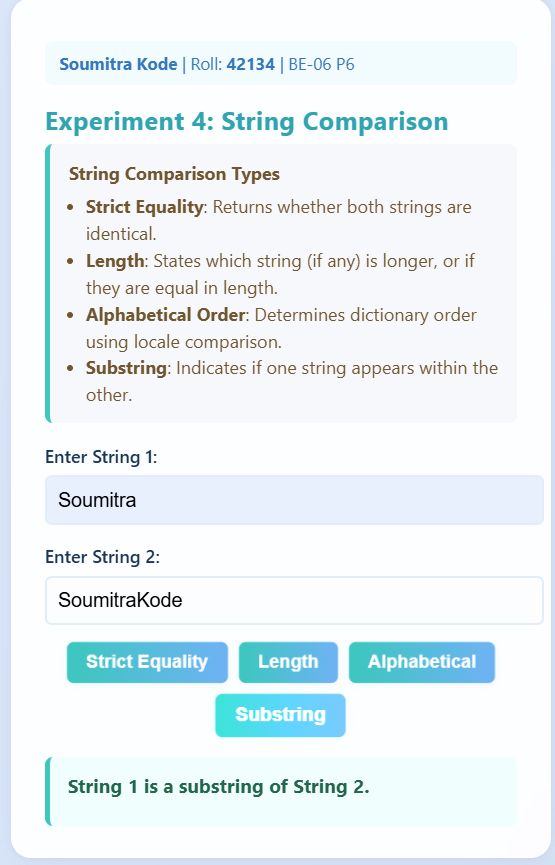 Soumitra Kode | Roll: 42134 | BE-06 P6
Experiment 4: String Comparison
String Comparison Types
• Strict Equality: Returns whether both strings are
identical.
• Length: States which string (if any) is longer, or if
they are equal in length.
• Alphabetical Order: Determines dictionary order
using locale comparison.
• Substring: Indicates if one string appears within the
other.
Enter String 1:
Soumitra
Enter String 2:
SoumitraKode
Strict Equality Length Alphabetical
Substring
String 1 is a substring of String 2.